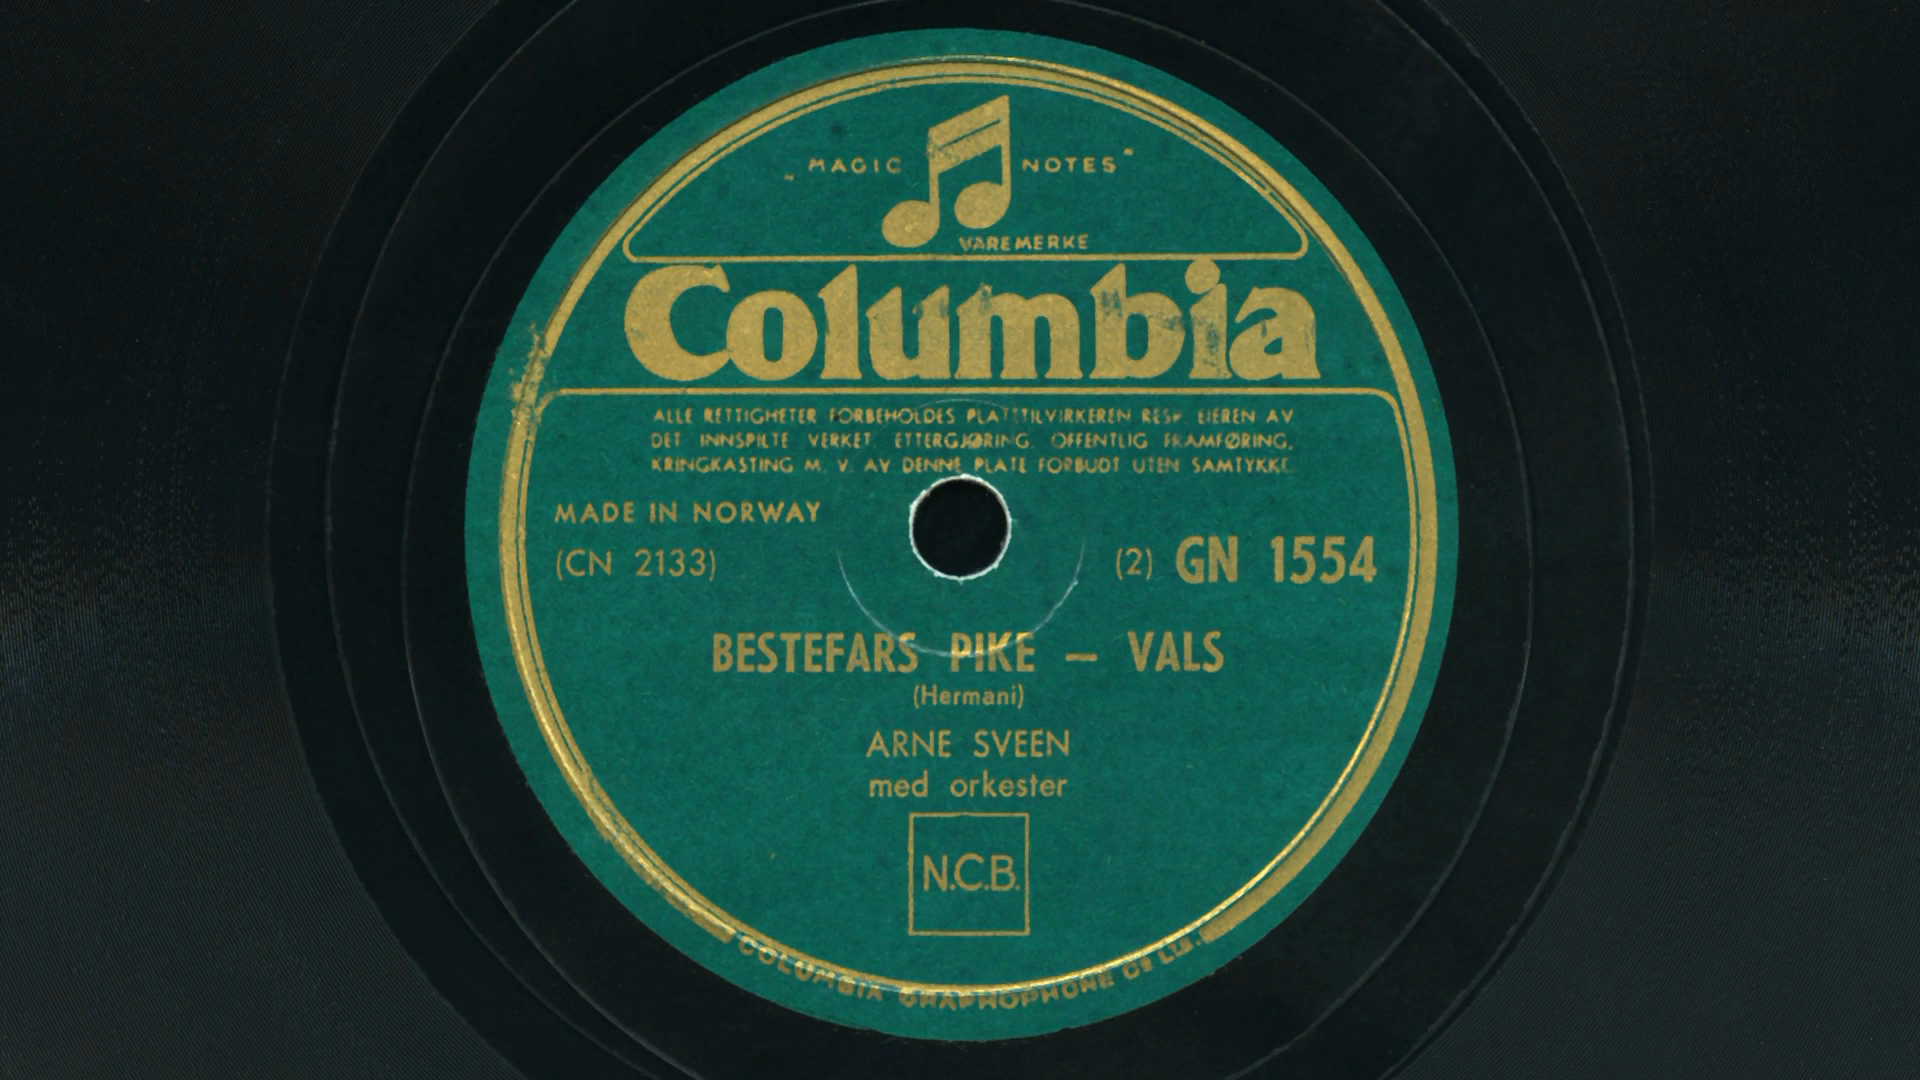 „MAGIC NOTES"
VAREMERKE
Columbia
ALLE RETTIGHETER FORBEHOLDES PLATETILVIRKEREN RESP. EIEREN AV
DET INNSPILTE VERKET. ETTERGJØRING, OFFENTLIG FRAMFØRING,
KRINGKASTING M. V. AV DENNE PLATE FORBUDT UTEN SAMTYKKE.
MADE IN NORWAY
(CN 2133) (2) GN 1554
BESTEFARS PIKE — VALS
(Hermani)
ARNE SVEEN
med orkester
N.C.B.
COLUMBIA GRAPHOPHONE Co LTD.